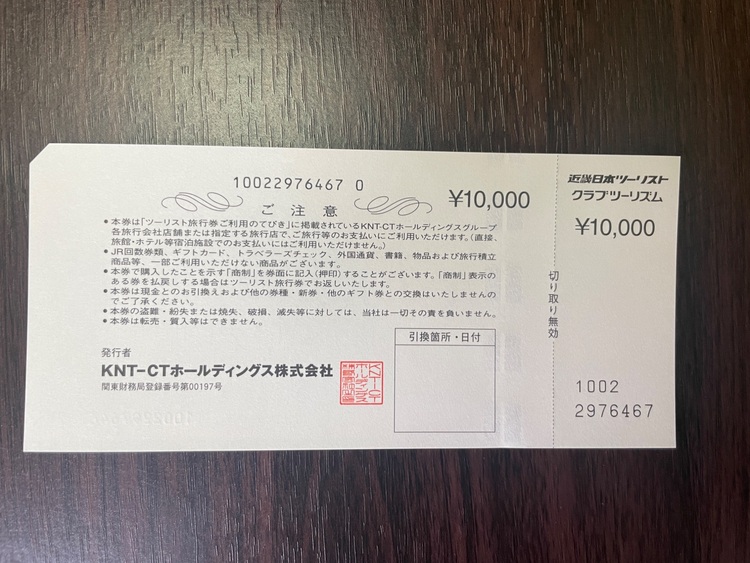 10022976467 0
¥10,000
ご注意
●本券は「ツーリスト旅行券ご利用のてびき」に掲載されているKNT-CTホールディングスグループ
各旅行会社店舗または指定する旅行店で、ご旅行等のお支払いにご利用いただけます。（直接、
旅館・ホテル等宿泊施設でのお支払いにはご利用いただけません。）
●JR回数券類、ギフトカード、トラベラーズチェック、外国通貨、書籍、物品および旅行積立
商品等、一部ご利用いただけない商品がございます。
●本券で購入したことを示す「商制」を券面に記入（押印）することがございます。「商制」表示の
ある券を払戻しする場合はツーリスト旅行券でお返しいたします。
●本券は現金とのお引換えおよび他の券種・新券・他のギフト券との交換はいたしませんの
でご了承ください。
●本券の盗難・紛失または焼失、破損、滅失等に対しては、当社は一切その責を負いません。
●本券は転売・質入等はできません。
発行者
KNT-CTホールディングス株式会社
関東財務局登録番号第00197号
引換箇所・日付
切り取り無効
近畿日本ツーリスト
クラブツーリズム
¥10,000
1002
2976467